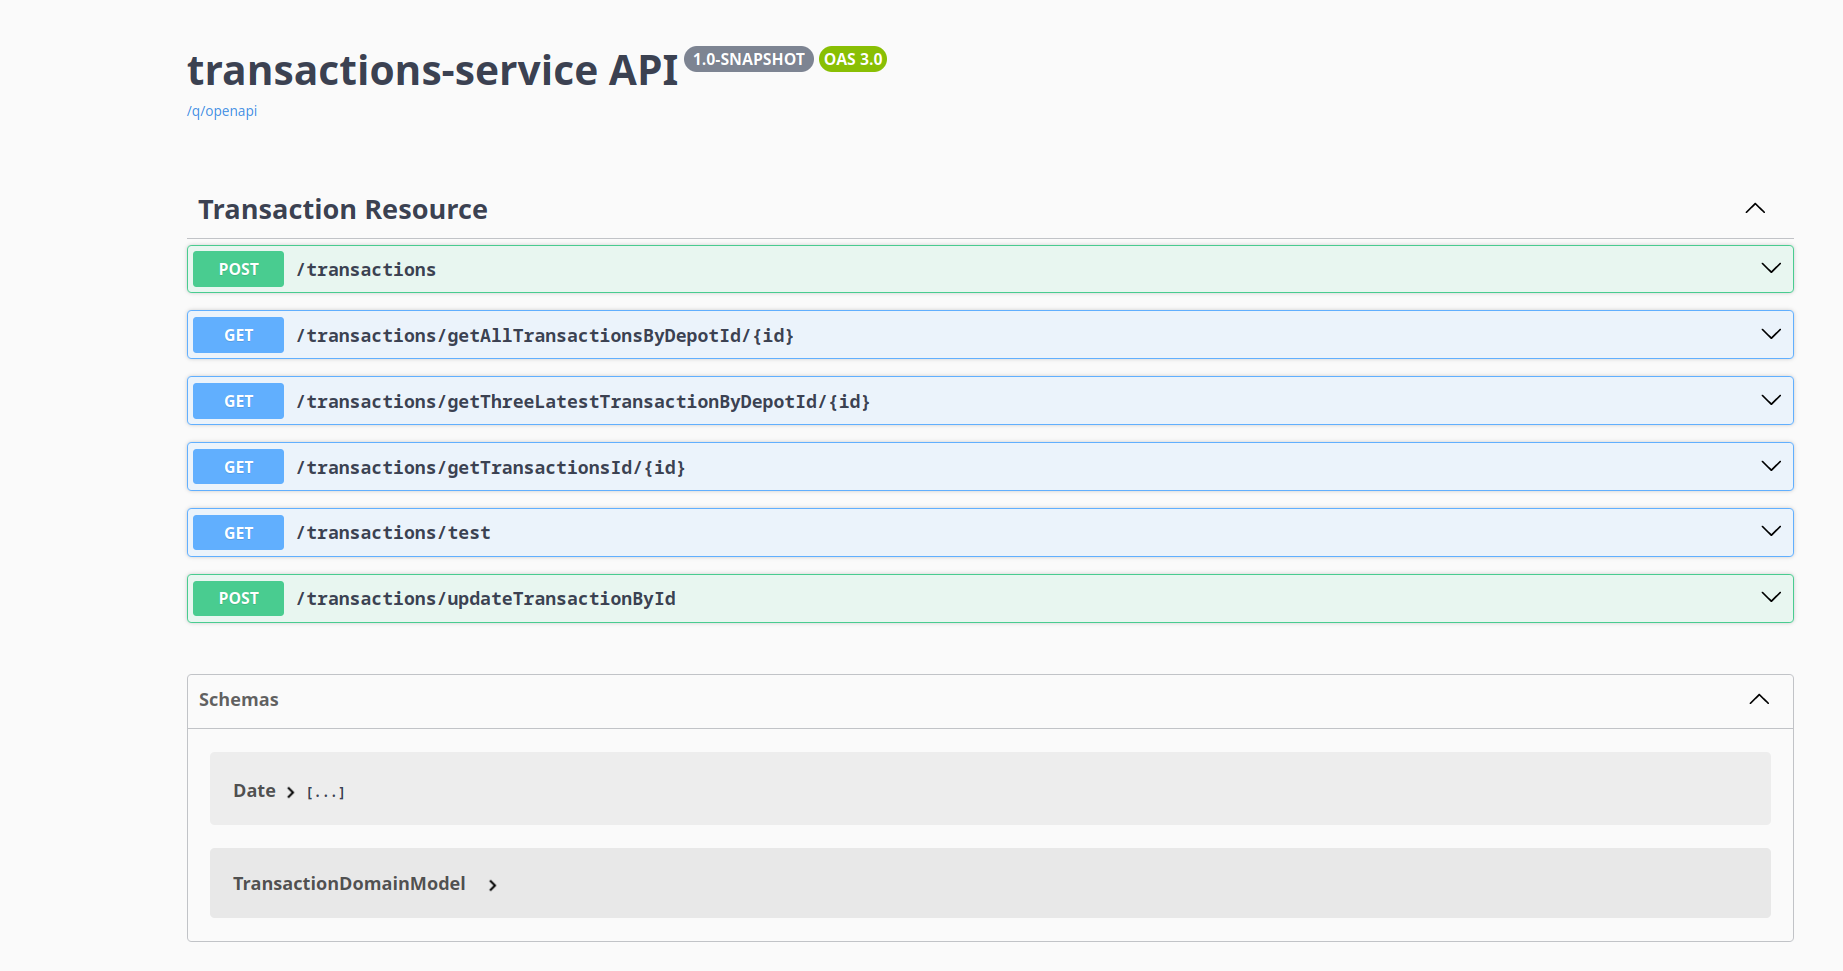 transactions-service API 1.0-SNAPSHOT OAS 3.0
/q/openapi
Transaction Resource
POST /transactions
GET /transactions/getAllTransactionsByDepotId/{id}
GET /transactions/getThreeLatestTransactionByDepotId/{id}
GET /transactions/getTransactionsId/{id}
GET /transactions/test
POST /transactions/updateTransactionById
Schemas
Date > [...]
TransactionDomainModel >